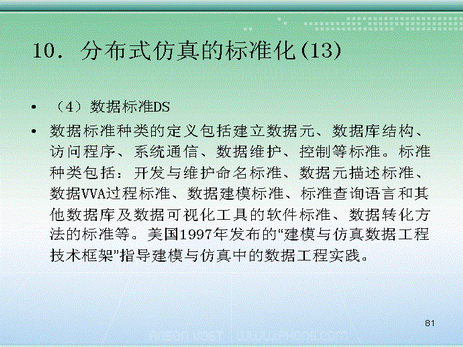 10. 分布式仿真的标准化(13)
• （4）数据标准DS
• 数据标准种类的定义包括建立数据元、数据库结构、
访问程序、系统通信、数据维护、控制等标准。标准
种类包括：开发与维护命名标准、数据元描述标准、
数据VVA过程标准、数据建模标准、标准查询语言和其
他数据库及数据可视化工具的软件标准、数据转化方
法的标准等。美国1997年发布的“建模与仿真数据工程
技术框架”指导建模与仿真中的数据工程实践。
81